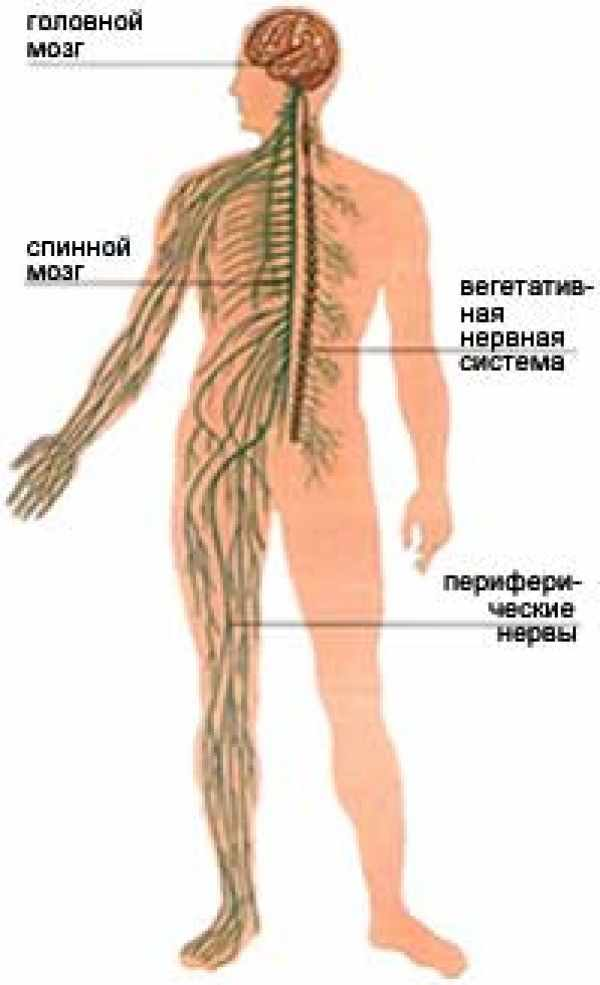 головной
мозг
спинной
мозг
вегетатив-
ная
нервная
система
перифери-
ческие
нервы